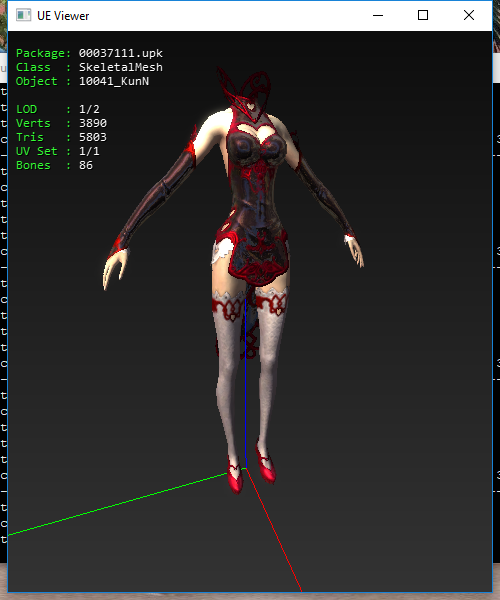 UE Viewer
Package: 00037111.upk
Class  : SkeletalMesh
Object : 10041_KunN
LOD    : 1/2
Verts  : 3890
Tris   : 5803
UV Set : 1/1
Bones  : 86